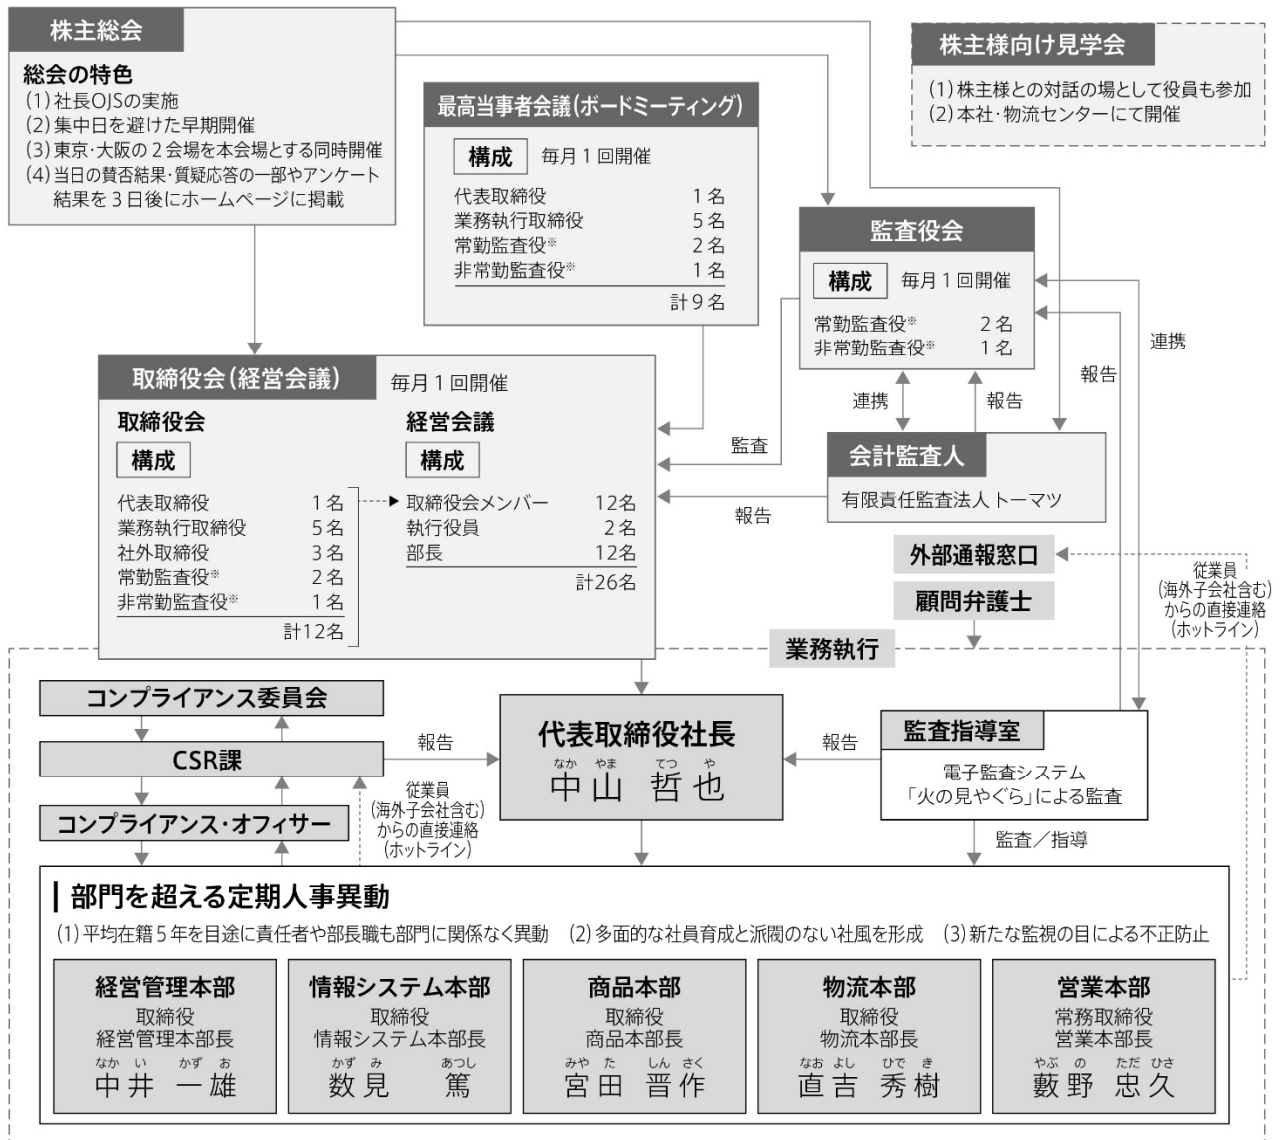 株主総会
総会の特色
(1)社長OJSの実施
(2)集中日を避けた早期開催
(3)東京・大阪の2会場を本会場とする同時開催
(4)当日の賛否結果・質疑応答の一部やアンケート
結果を3日後にホームページに掲載
最高当事者会議(ボードミーティング)
構成 毎月1回開催
代表取締役 1名
業務執行取締役 5名
常勤監査役※ 2名
非常勤監査役※ 1名
計9名
株主様向け見学会
(1)株主様との対話の場として役員も参加
(2)本社・物流センターにて開催
監査役会
構成 毎月1回開催
常勤監査役※ 2名
非常勤監査役※ 1名
連携
報告
連携
報告
取締役会(経営会議) 毎月1回開催
取締役会
構成
代表取締役 1名
業務執行取締役 5名
社外取締役 3名
常勤監査役※ 2名
非常勤監査役※ 1名
計12名
経営会議
構成
取締役会メンバー 12名
執行役員 2名
部長 12名
計26名
監査
報告
会計監査人
有限責任監査法人トーマツ
外部通報窓口
顧問弁護士
業務執行
従業員
(海外子会社含む)
からの直接連絡
(ホットライン)
コンプライアンス委員会
CSR課
コンプライアンス・オフィサー
報告
従業員
(海外子会社含む)
からの直接連絡
(ホットライン)
代表取締役社長
なか やま てつ や
中山 哲也
報告
監査指導室
電子監査システム
「火の見やぐら」による監査
監査/指導
部門を超える定期人事異動
(1)平均在籍5年を目途に責任者や部長職も部門に関係なく異動 (2)多面的な社員育成と派閥のない社風を形成 (3)新たな監視の目による不正防止
経営管理本部
取締役
経営管理本部長
なか い かず お
中井 一雄
情報システム本部
取締役
情報システム本部長
かず み あつし
数見 篤
商品本部
取締役
商品本部長
みや た しん さく
宮田 晋作
物流本部
取締役
物流本部長
なお よし ひで き
直吉 秀樹
営業本部
常務取締役
営業本部長
やぶ の ただ ひさ
藪野 忠久